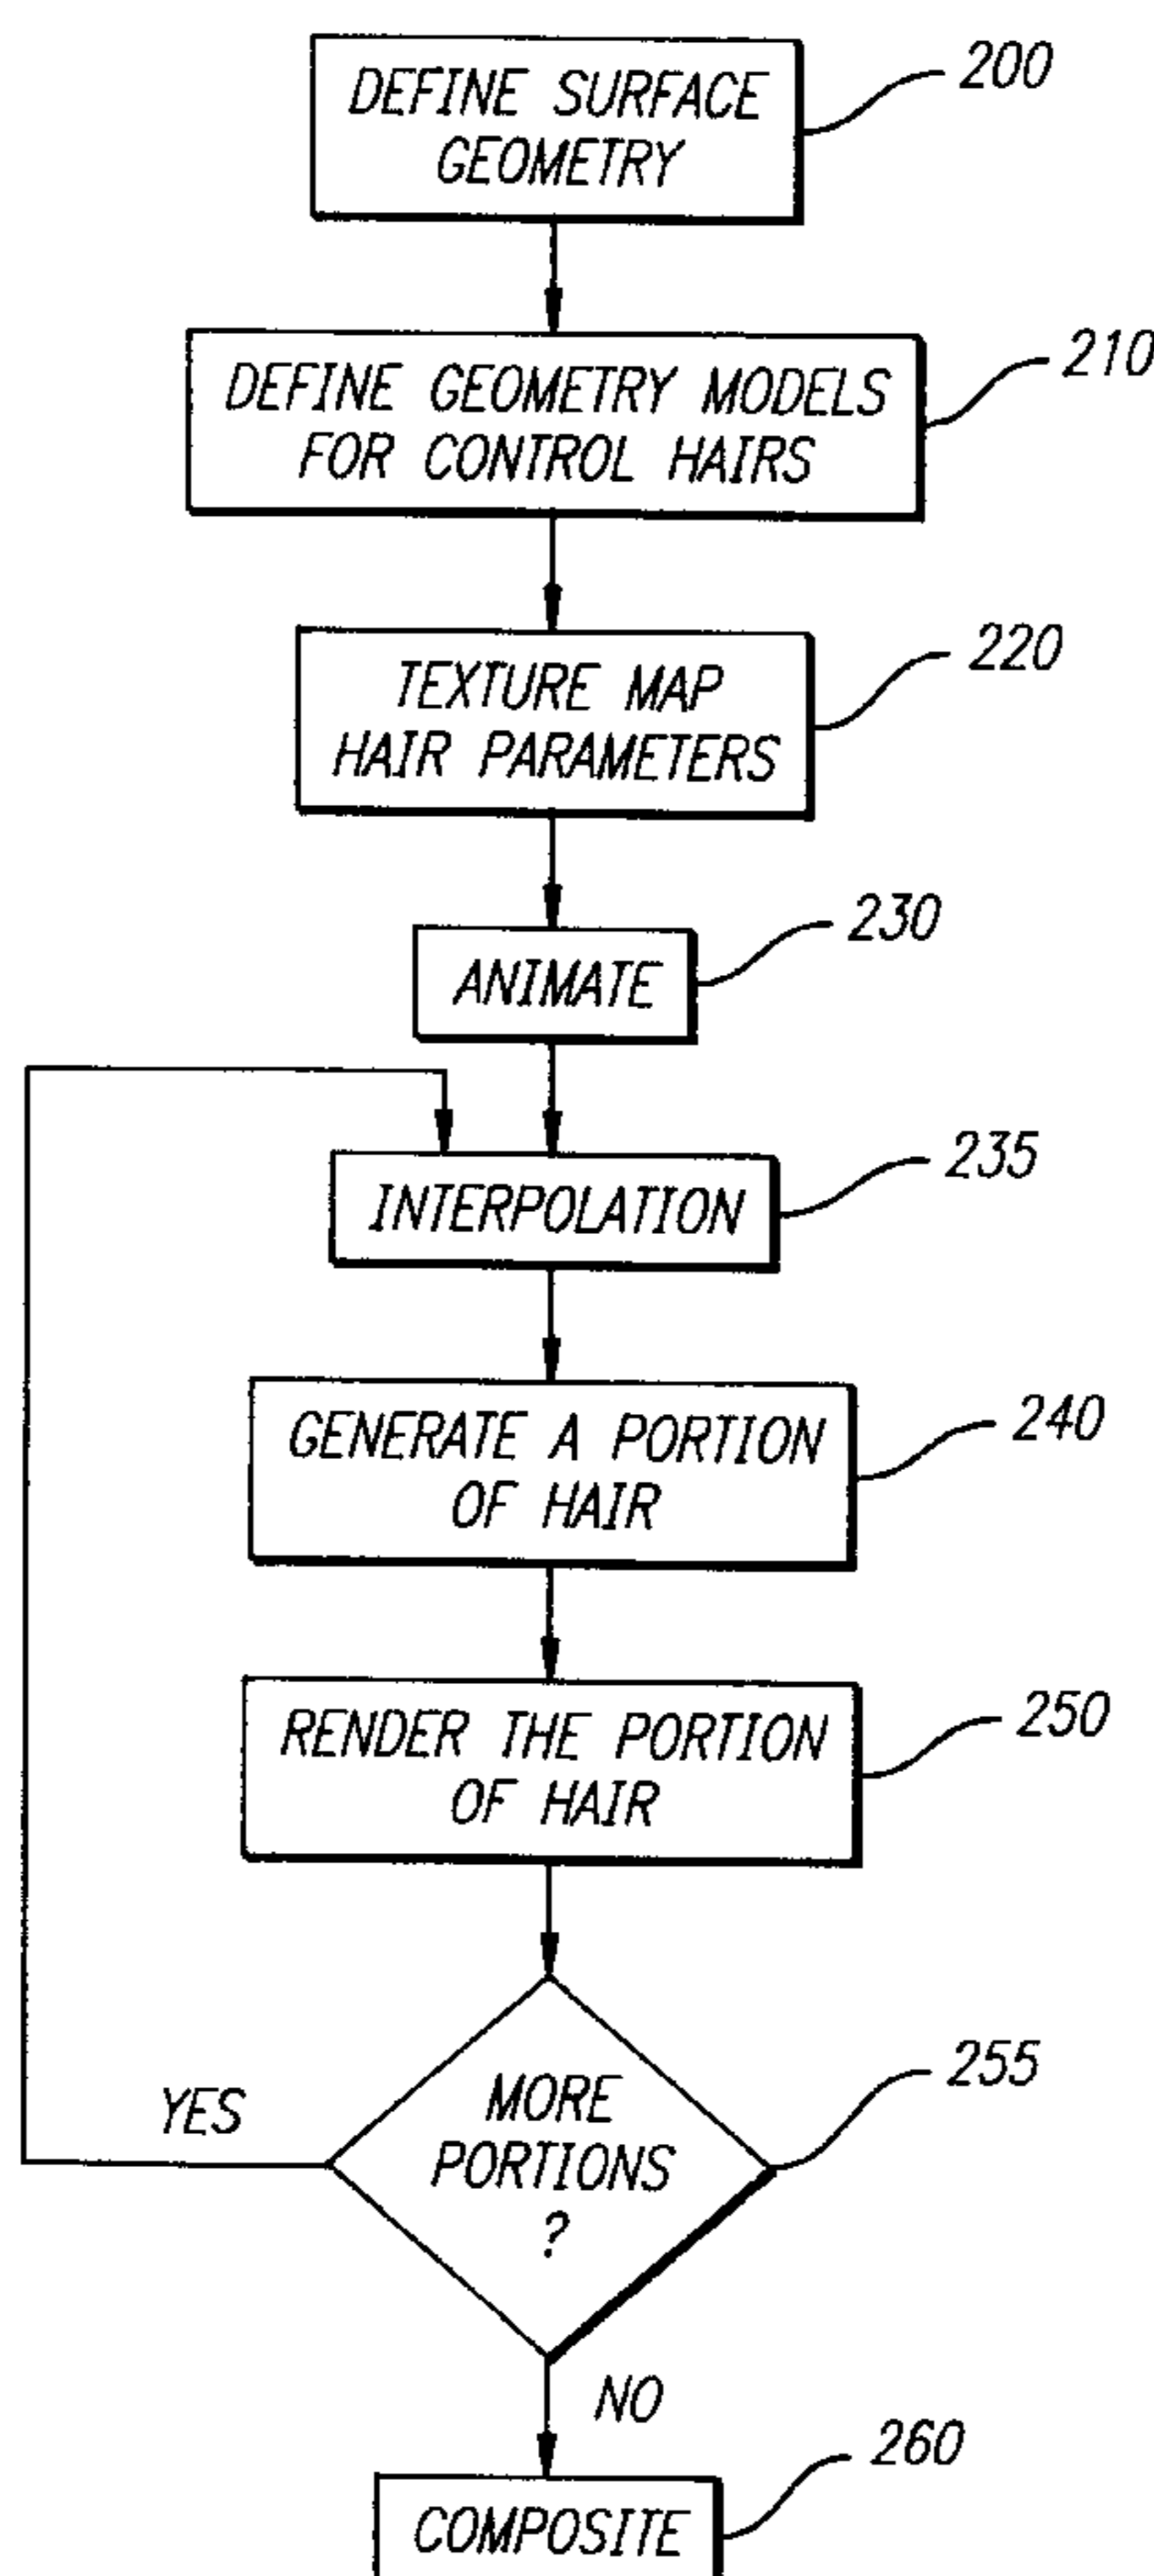 200
DEFINE SURFACE
GEOMETRY
210
DEFINE GEOMETRY MODELS
FOR CONTROL HAIRS
220
TEXTURE MAP
HAIR PARAMETERS
230
ANIMATE
235
INTERPOLATION
240
GENERATE A PORTION
OF HAIR
250
RENDER THE PORTION
OF HAIR
255
MORE
PORTIONS
?
YES
NO
260
COMPOSITE